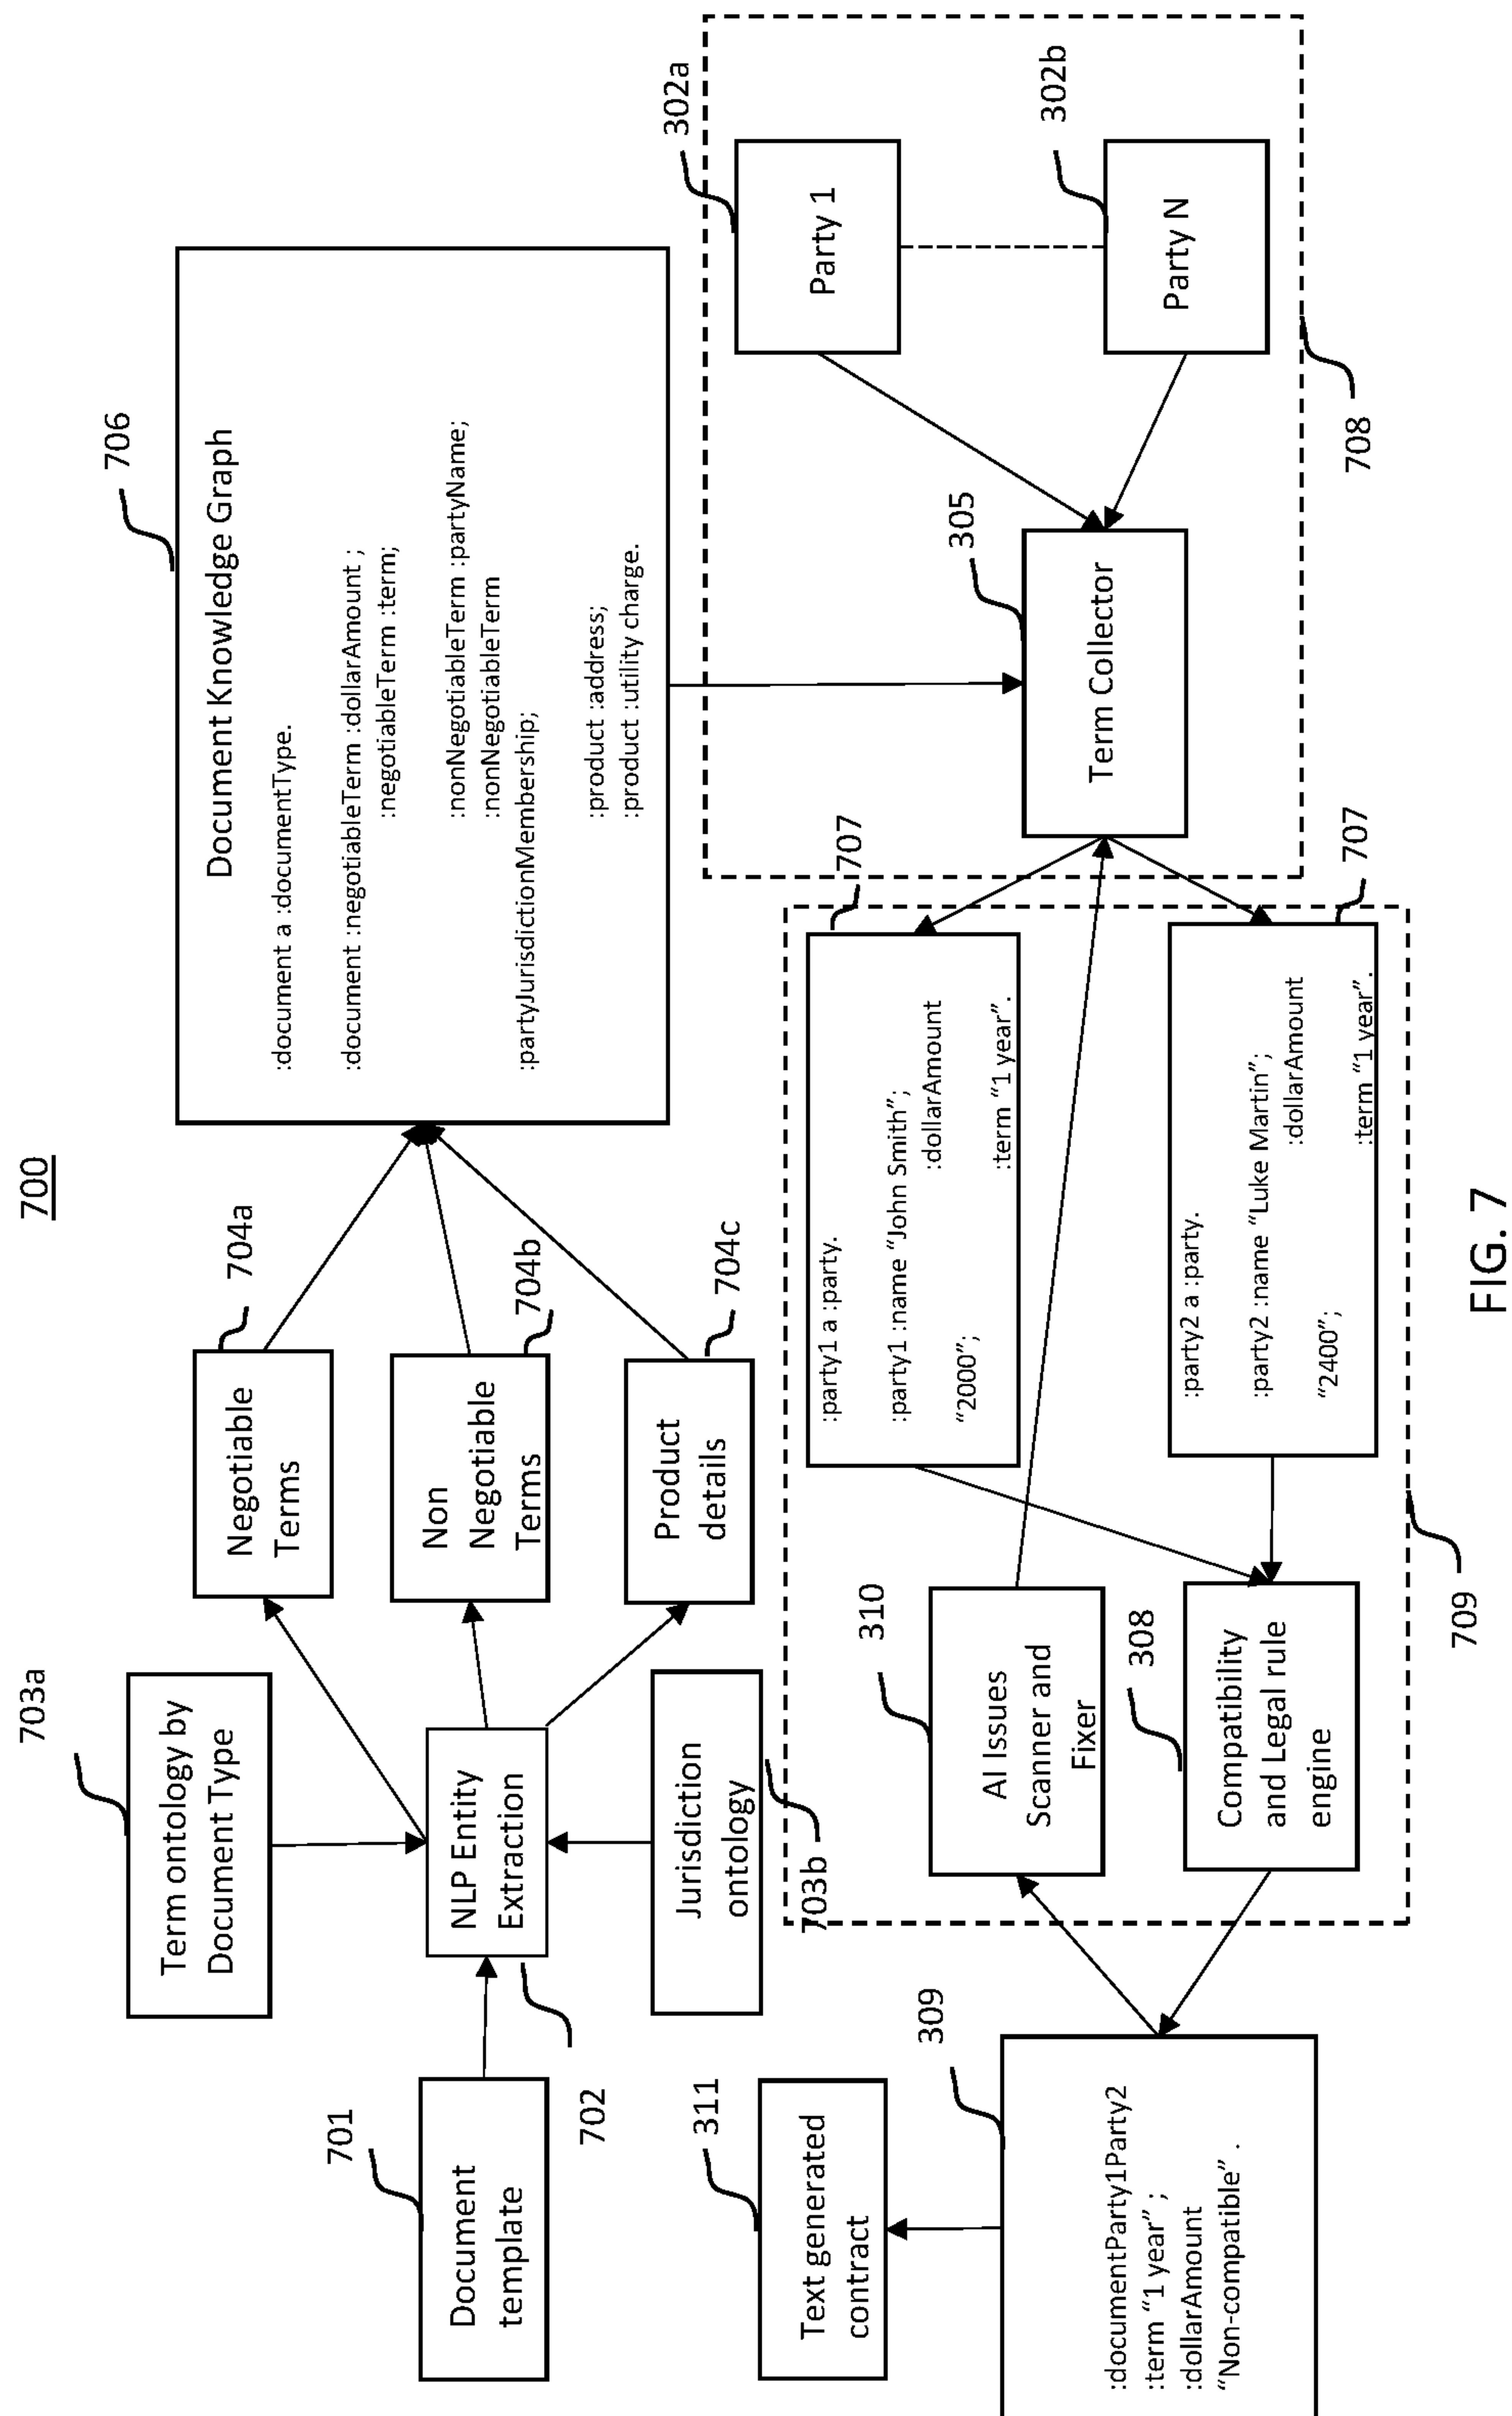 700
701
Document
template
702
NLP Entity
Extraction
703a
Term ontology by
Document Type
Jurisdiction
ontology
703b
704a
Negotiable
Terms
Non
Negotiable
Terms
704b
Product
details
704c
706
Document Knowledge Graph
:document a :documentType.
:document :negotiableTerm :dollarAmount ;
:negotiableTerm :term;
:nonNegotiableTerm :partyName;
:nonNegotiableTerm
:partyJurisdictionMembership;
:product :address;
:product :utility charge.
311
Text generated
contract
309
:documentParty1Party2
:term “1 year” ;
:dollarAmount
“Non-compatible” .
310
AI Issues
Scanner and
Fixer
308
Compatibility
and Legal rule
engine
709
707
:party1 a :party.
:party1 :name “John Smith”;
:dollarAmount
“2000”;
:term “1 year”.
707
:party2 a :party.
:party2 :name “Luke Martin”;
:dollarAmount
“2400”;
:term “1 year”.
305
Term Collector
302a
Party 1
302b
Party N
708
FIG. 7